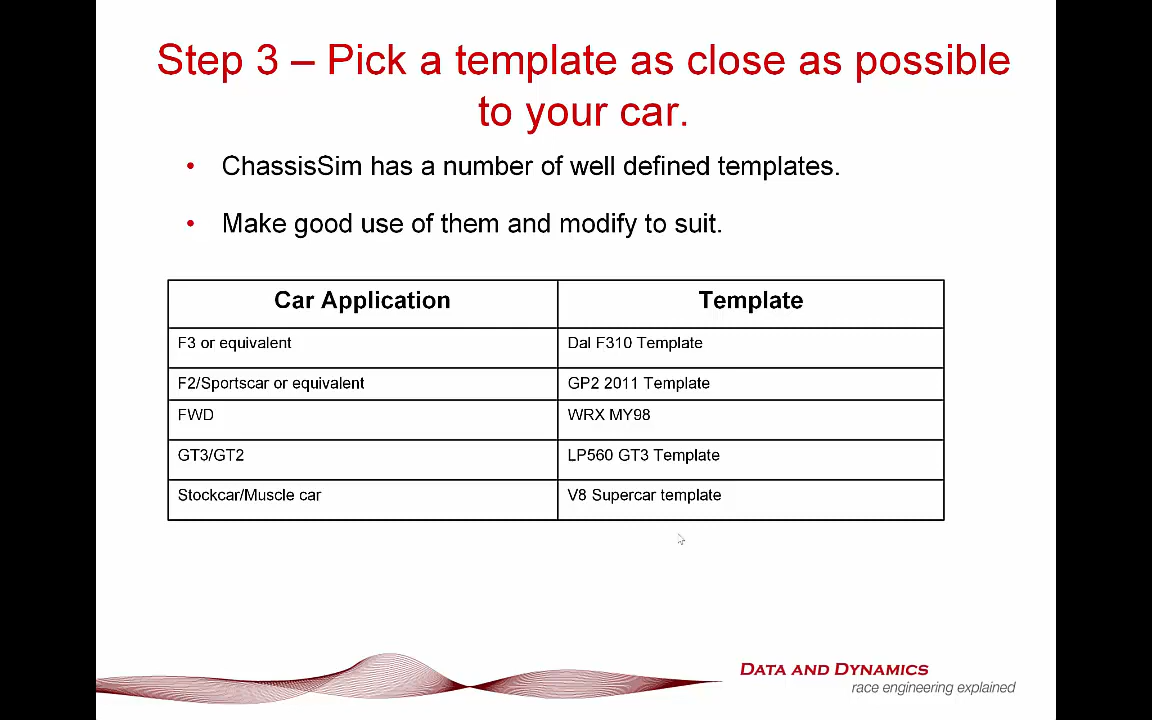 Step 3 – Pick a template as close as possible
to your car.
• ChassisSim has a number of well defined templates.
• Make good use of them and modify to suit.
Car Application Template
F3 or equivalent Dal F310 Template
F2/Sportscar or equivalent GP2 2011 Template
FWD WRX MY98
GT3/GT2 LP560 GT3 Template
Stockcar/Muscle car V8 Supercar template
DATA AND DYNAMICS
race engineering explained